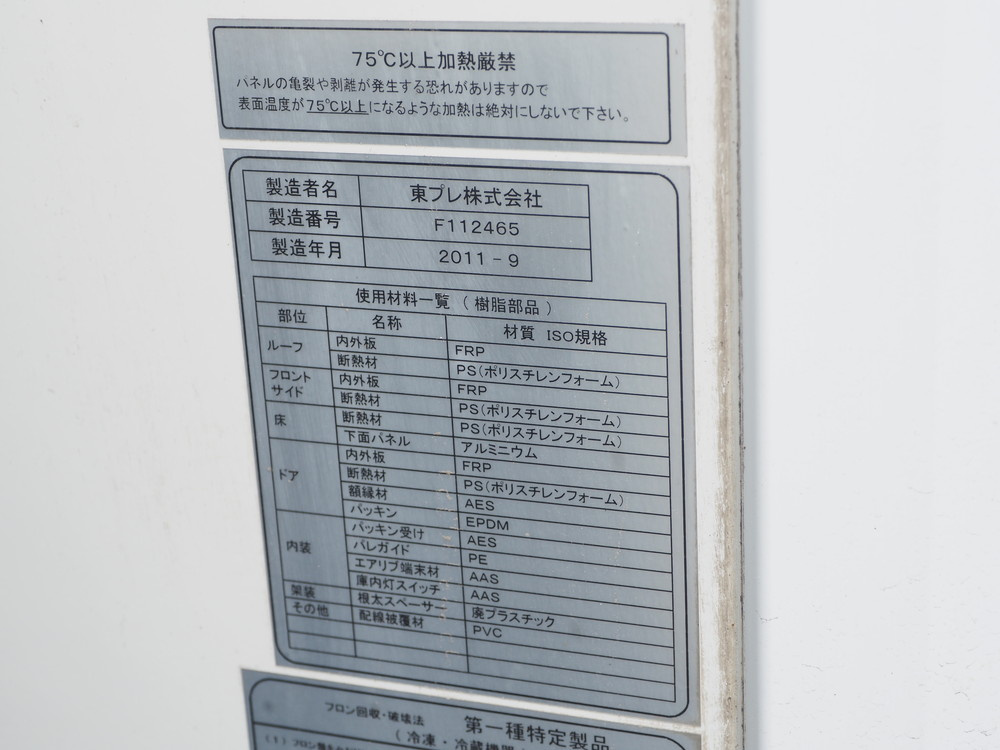 75℃以上加熱厳禁
パネルの亀裂や剥離が発生する恐れがありますので
表面温度が75℃以上になるような加熱は絶対にしないで下さい。
製造者名 東プレ株式会社
製造番号 F112465
製造年月 2011-9
使用材料一覧(樹脂部品)
部位 名称 材質 ISO規格
ルーフ 内外板 FRP
断熱材 PS(ポリスチレンフォーム)
フロント サイド 内外板 FRP
断熱材 PS(ポリスチレンフォーム)
床 断熱材 PS(ポリスチレンフォーム)
下面パネル アルミニウム
ドア 内外板 FRP
断熱材 PS(ポリスチレンフォーム)
額縁材 AES
パッキン EPDM
内装 パッキン受け AES
パレガイド PE
エアリブ端末材 AAS
庫内灯スイッチ AAS
架装 根太スペーサー 廃プラスチック
その他 配線被覆材 PVC
フロン回収・破壊法 第一種特定製品
(冷凍・冷蔵機器
(1)フロン